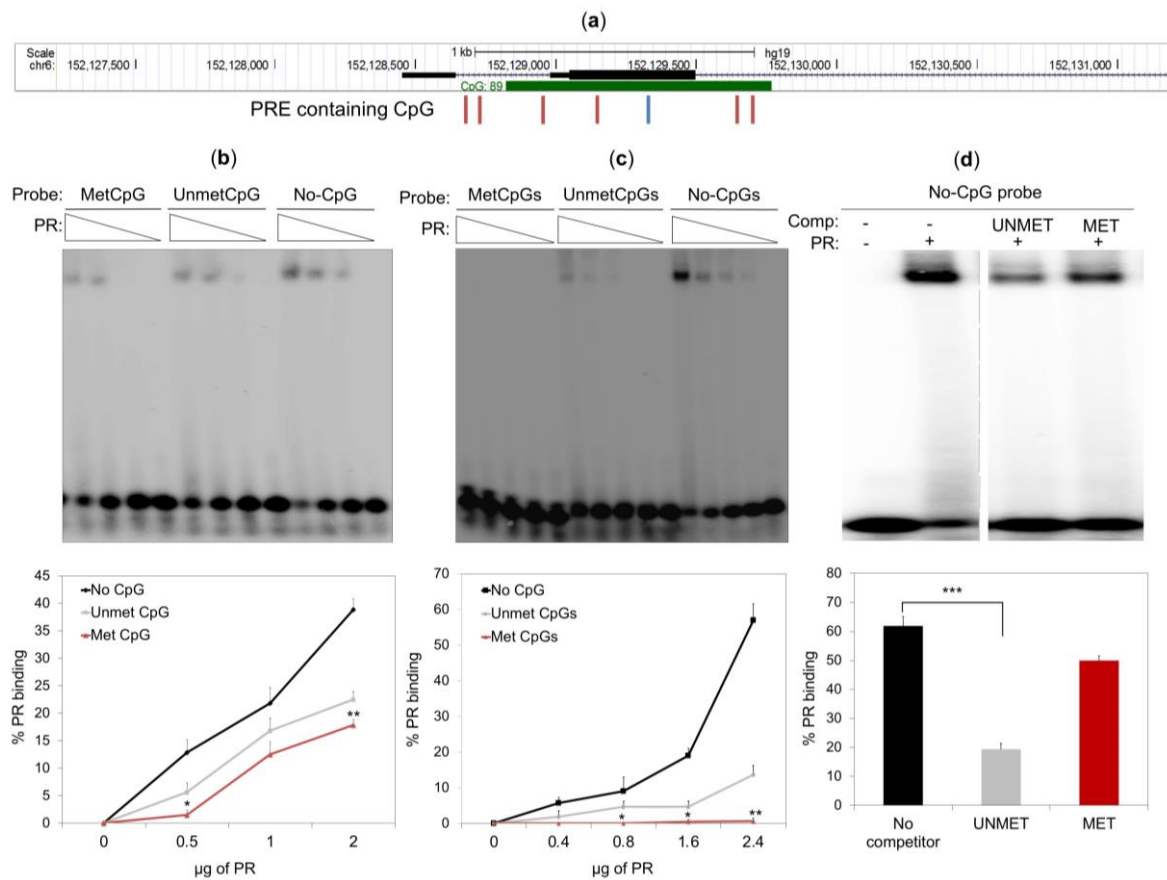 (a)
Scale
chr6:
1 kb
hg19
152,127,500
152,128,000
152,128,500
152,129,000
152,129,500
152,130,000
152,130,500
152,131,000
CpG: 89
PRE containing CpG
(b)
Probe: MetCpG UnmetCpG No-CpG
PR:
(c)
Probe: MetCpGs UnmetCpGs No-CpGs
PR:
(d)
No-CpG probe
Comp: - - UNMET MET
PR: - + + +
45
40
35
30
25
20
15
10
5
0
% PR binding
No CpG
Unmet CpG
Met CpG
*
**
0 0.5 1 2
µg of PR
70
60
50
40
30
20
10
0
% PR binding
No CpG
Unmet CpGs
Met CpGs
* * **
0 0.4 0.8 1.6 2.4
µg of PR
80
70
60
50
40
30
20
10
0
% PR binding
***
No
competitor
UNMET
MET